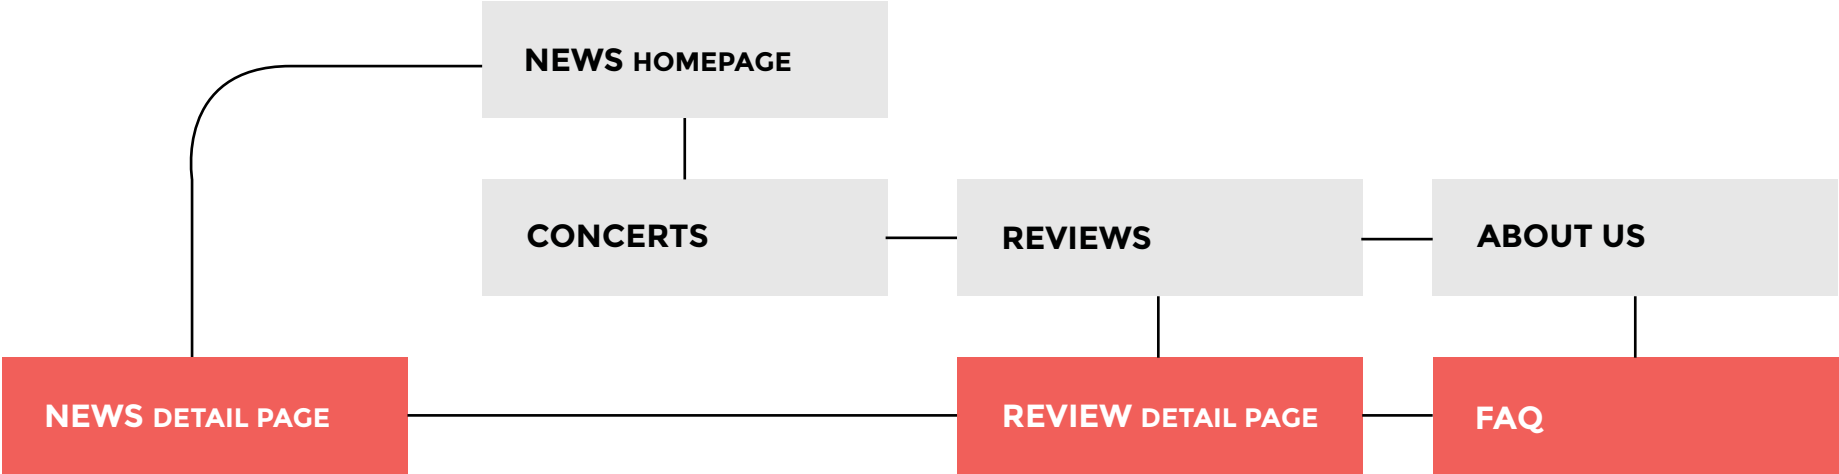 NEWS HOMEPAGE
CONCERTS
REVIEWS
ABOUT US
NEWS DETAIL PAGE
REVIEW DETAIL PAGE
FAQ